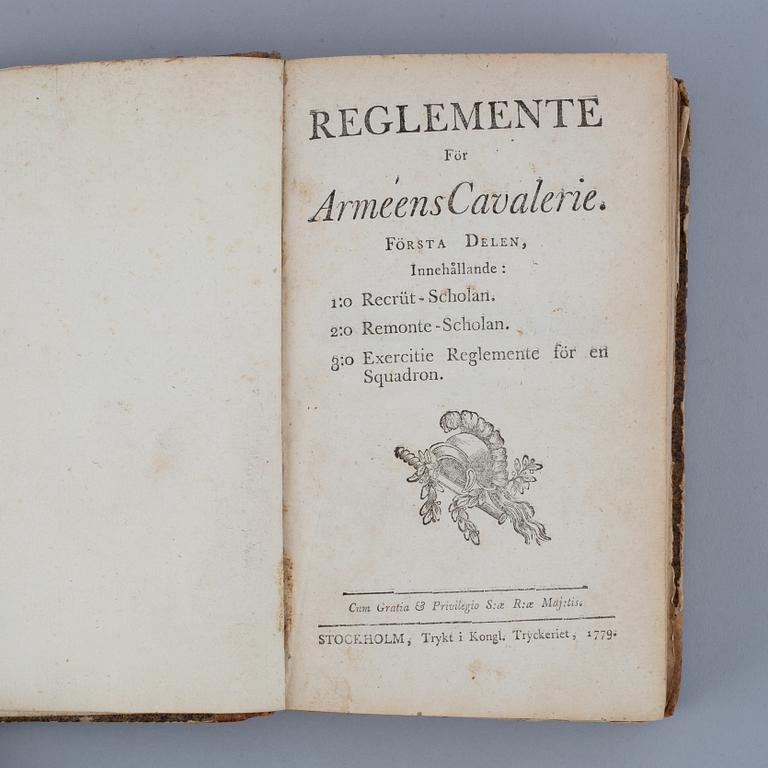 REGLEMENTE
För
Arméens Cavalerie.
FÖRSTA DELEN,
Innehållande:
1:o Recrüt-Scholan.
2:o Remonte-Scholan.
3:o Exercitie Reglemente för en
Squadron.
Cum Gratia & Privilegio S:æ R:æ Maj:tis.
STOCKHOLM, Trykt i Kongl. Tryckeriet, 1779.